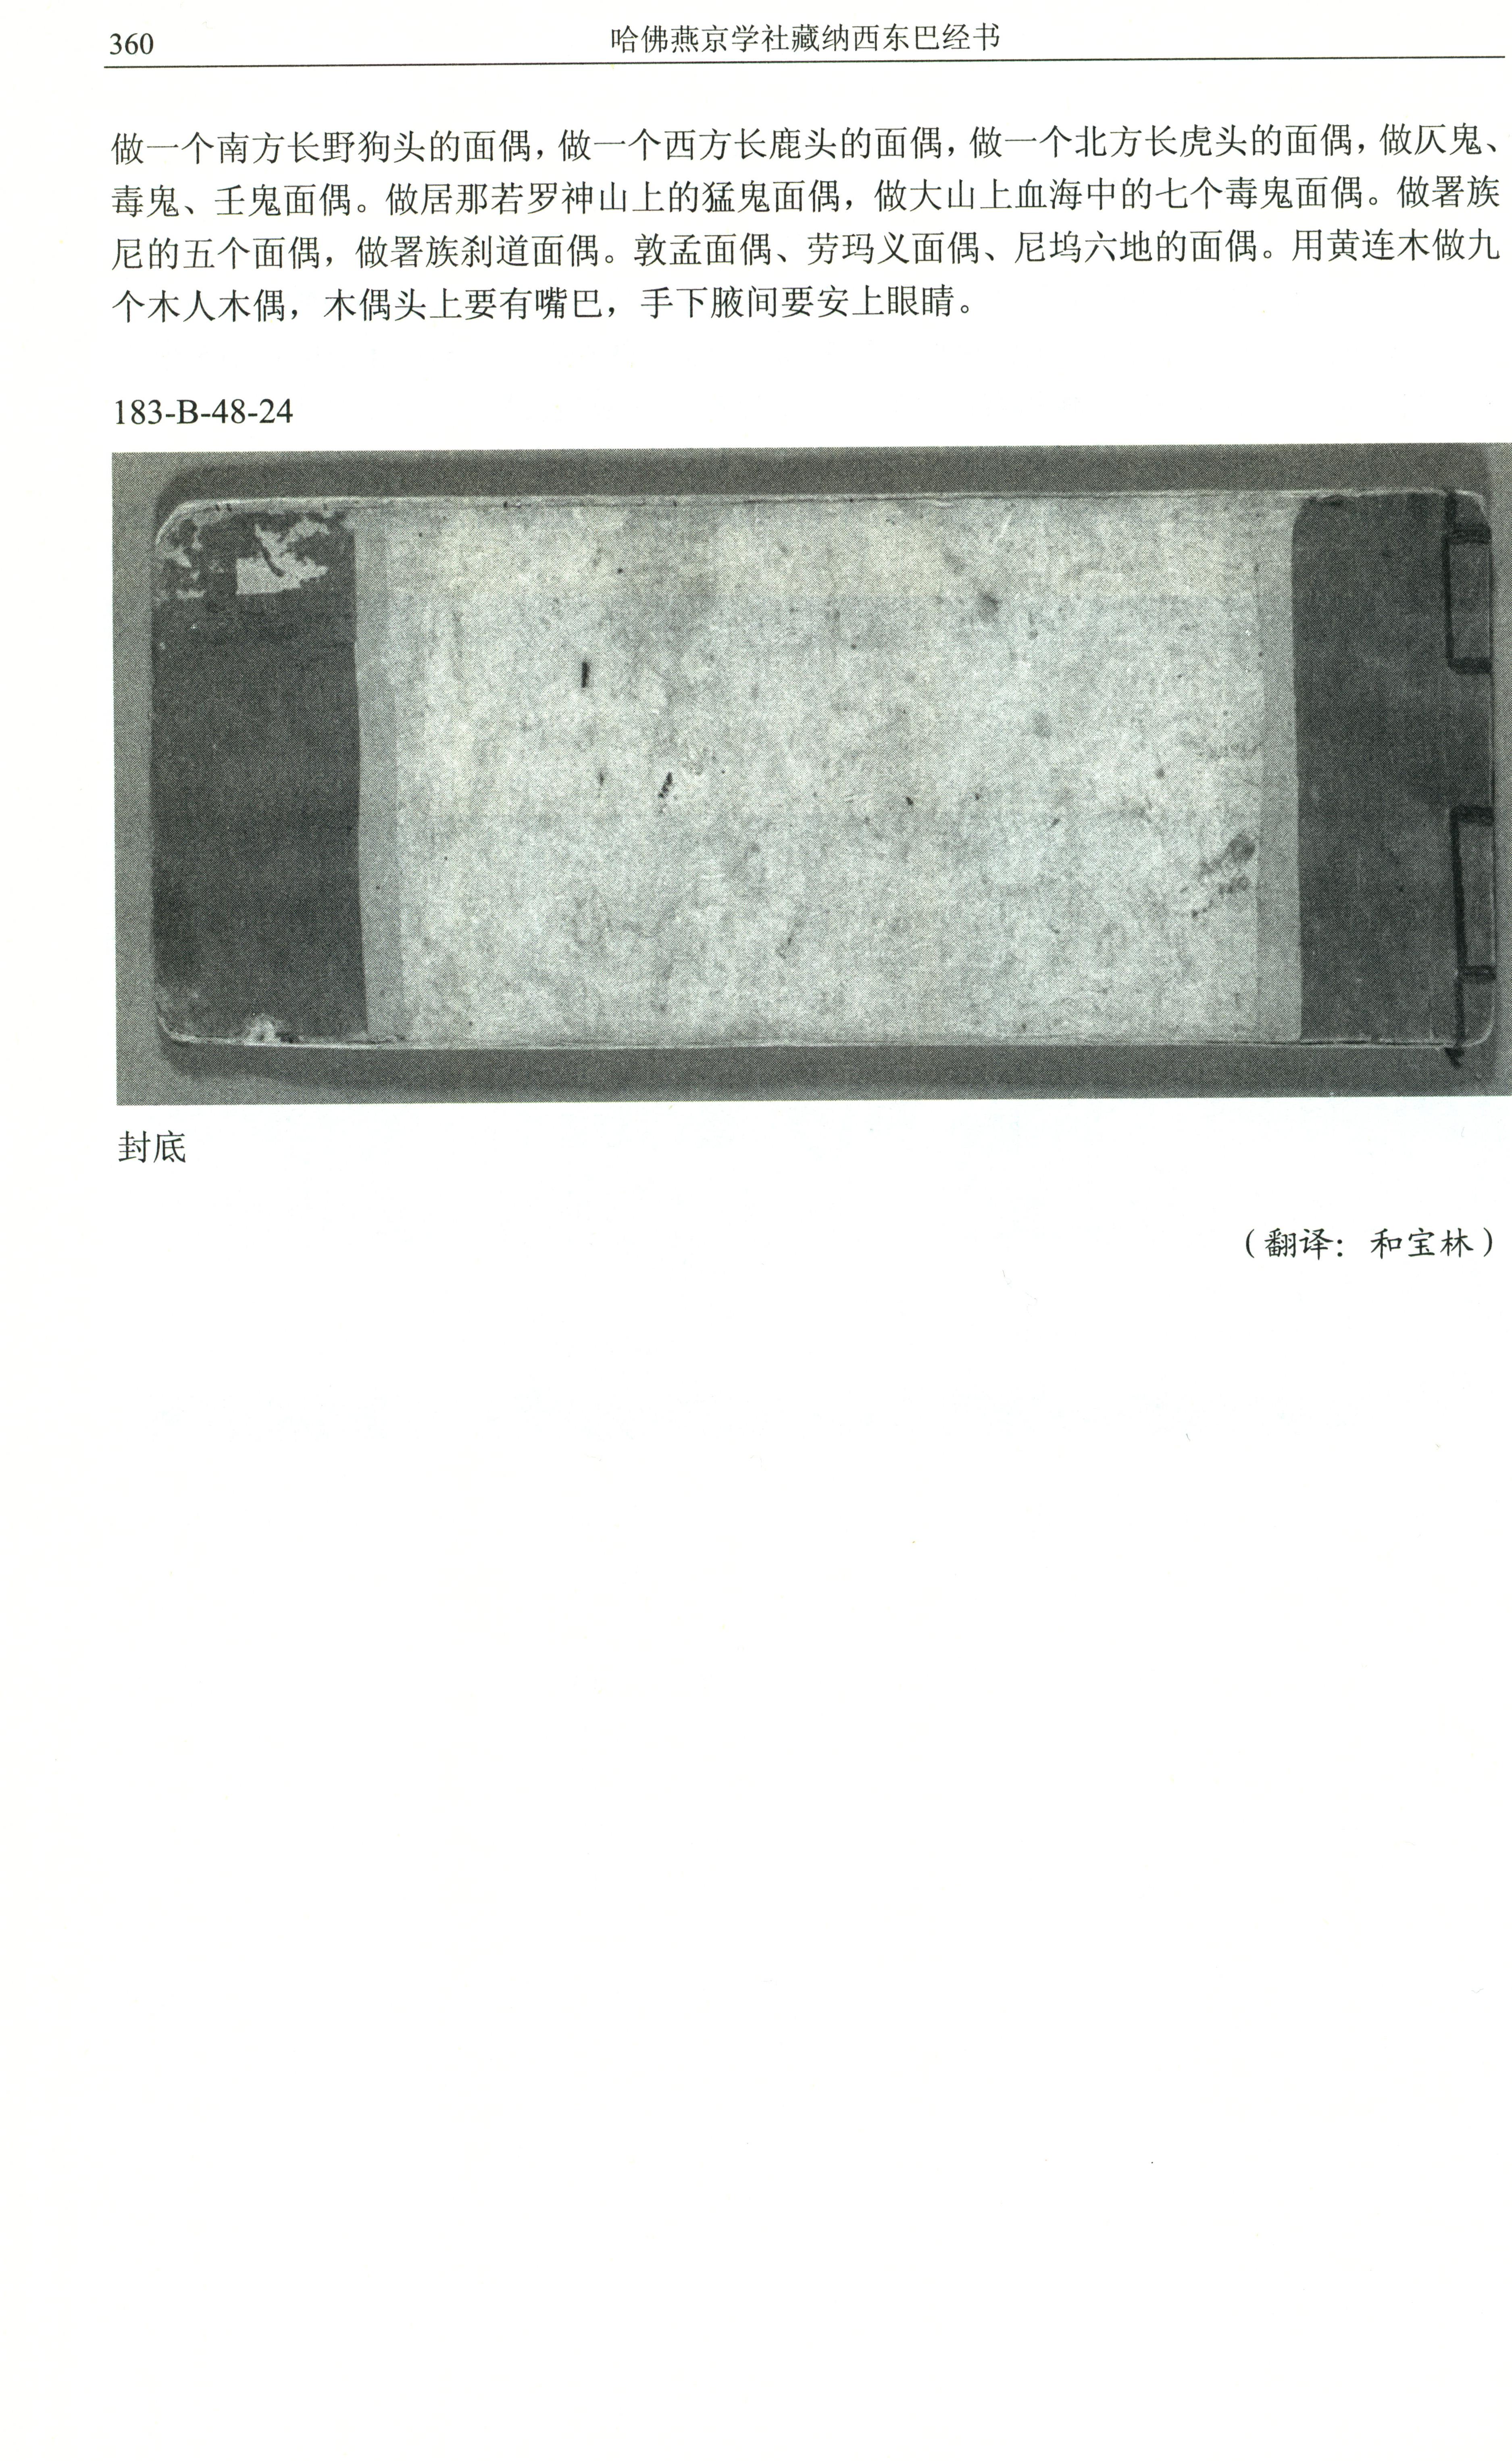 360
哈佛燕京学社藏纳西东巴经书
做一个南方长野狗头的面偶，做一个西方长鹿头的面偶，做一个北方长虎头的面偶，做仄鬼、
毒鬼、壬鬼面偶。做居那若罗神山上的猛鬼面偶，做大山上血海中的七个毒鬼面偶。做署族
尼的五个面偶，做署族刹道面偶。敦孟面偶、劳玛义面偶、尼坞六地的面偶。用黄连木做九
个木人木偶，木偶头上要有嘴巴，手下腋间要安上眼睛。
183-B-48-24
封底
（翻译：和宝林）